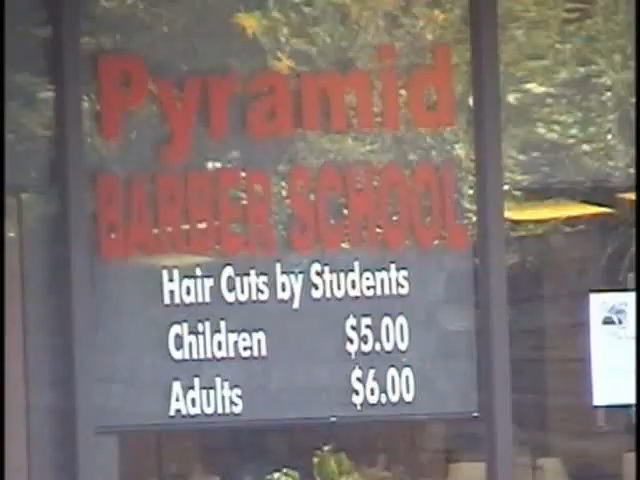 Pyramid
BARBER SCHOOL
Hair Cuts by Students
Children $5.00
Adults $6.00